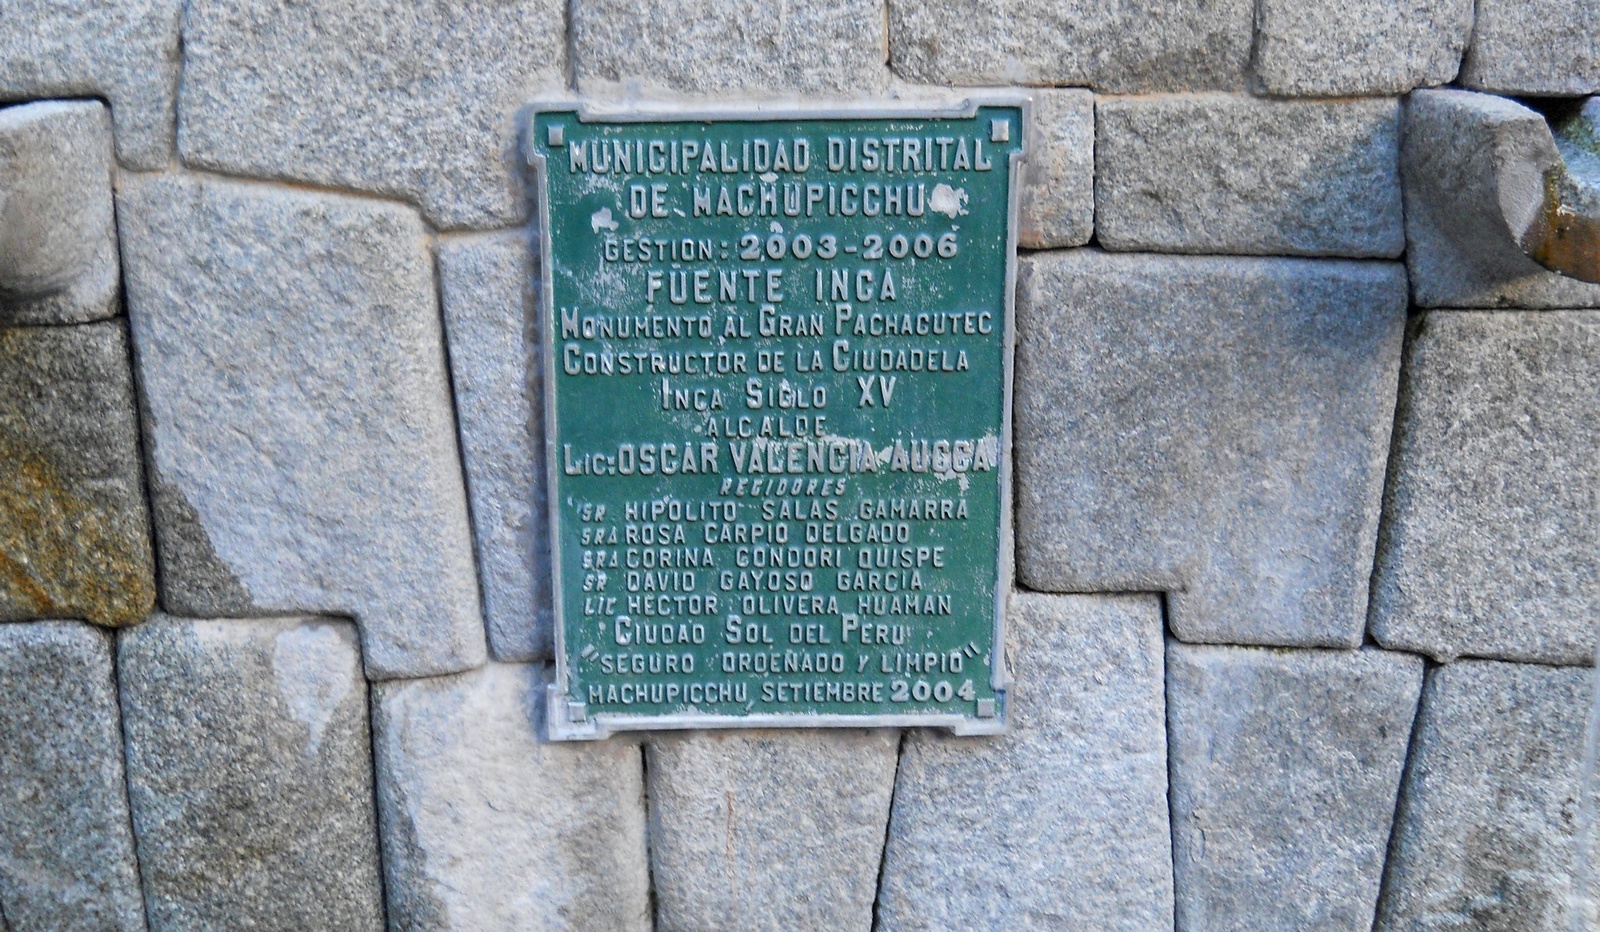 MUNICIPALIDAD DISTRITAL
DE MACHUPICCHU
GESTION: 2003-2006
FUENTE INCA
MONUMENTO AL GRAN PACHACUTEC
CONSTRUCTOR DE LA CIUDADELA
INCA SIGLO XV
ALCALDE
LIC: OSCAR VALENCIA AUCCA
REGIDORES
SR HIPOLITO SALAS GAMARRA
SRA ROSA CARPIO DELGADO
SRA CORINA CONDORI QUISPE
SR DAVID GAYOSO GARCIA
LIC HECTOR OLIVERA HUAMAN
CIUDAD SOL DEL PERU
"SEGURO ORDENADO Y LIMPIO"
MACHUPICCHU SETIEMBRE 2004